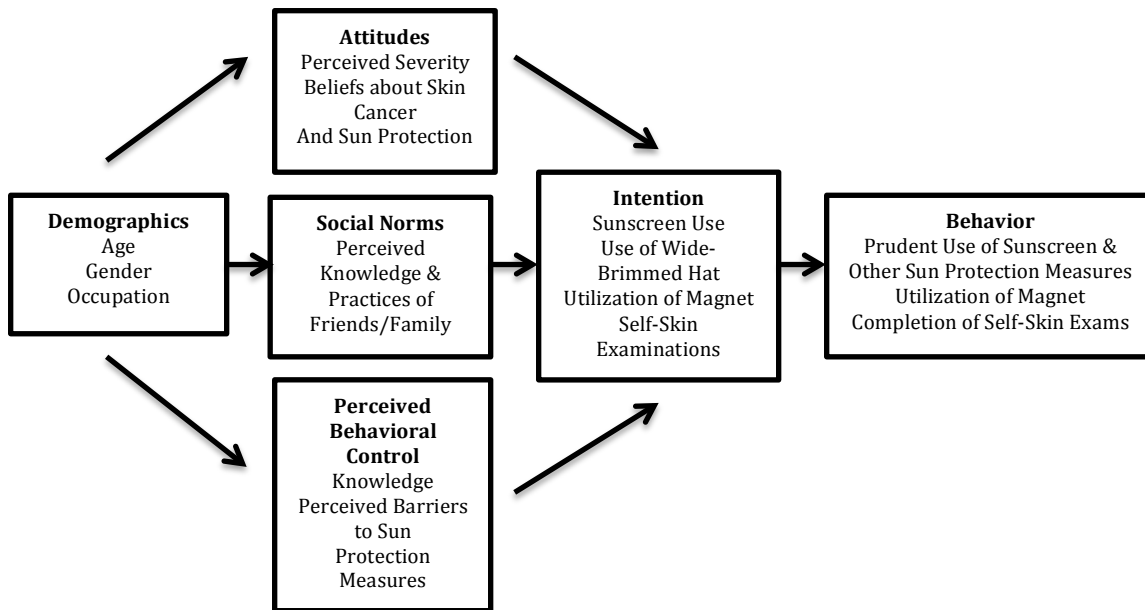 Attitudes
Perceived Severity
Beliefs about Skin
Cancer
And Sun Protection
Demographics
Age
Gender
Occupation
Social Norms
Perceived
Knowledge &
Practices of
Friends/Family
Perceived
Behavioral
Control
Knowledge
Perceived Barriers
to Sun
Protection
Measures
Intention
Sunscreen Use
Use of Wide-
Brimmed Hat
Utilization of Magnet
Self-Skin
Examinations
Behavior
Prudent Use of Sunscreen &
Other Sun Protection Measures
Utilization of Magnet
Completion of Self-Skin Exams